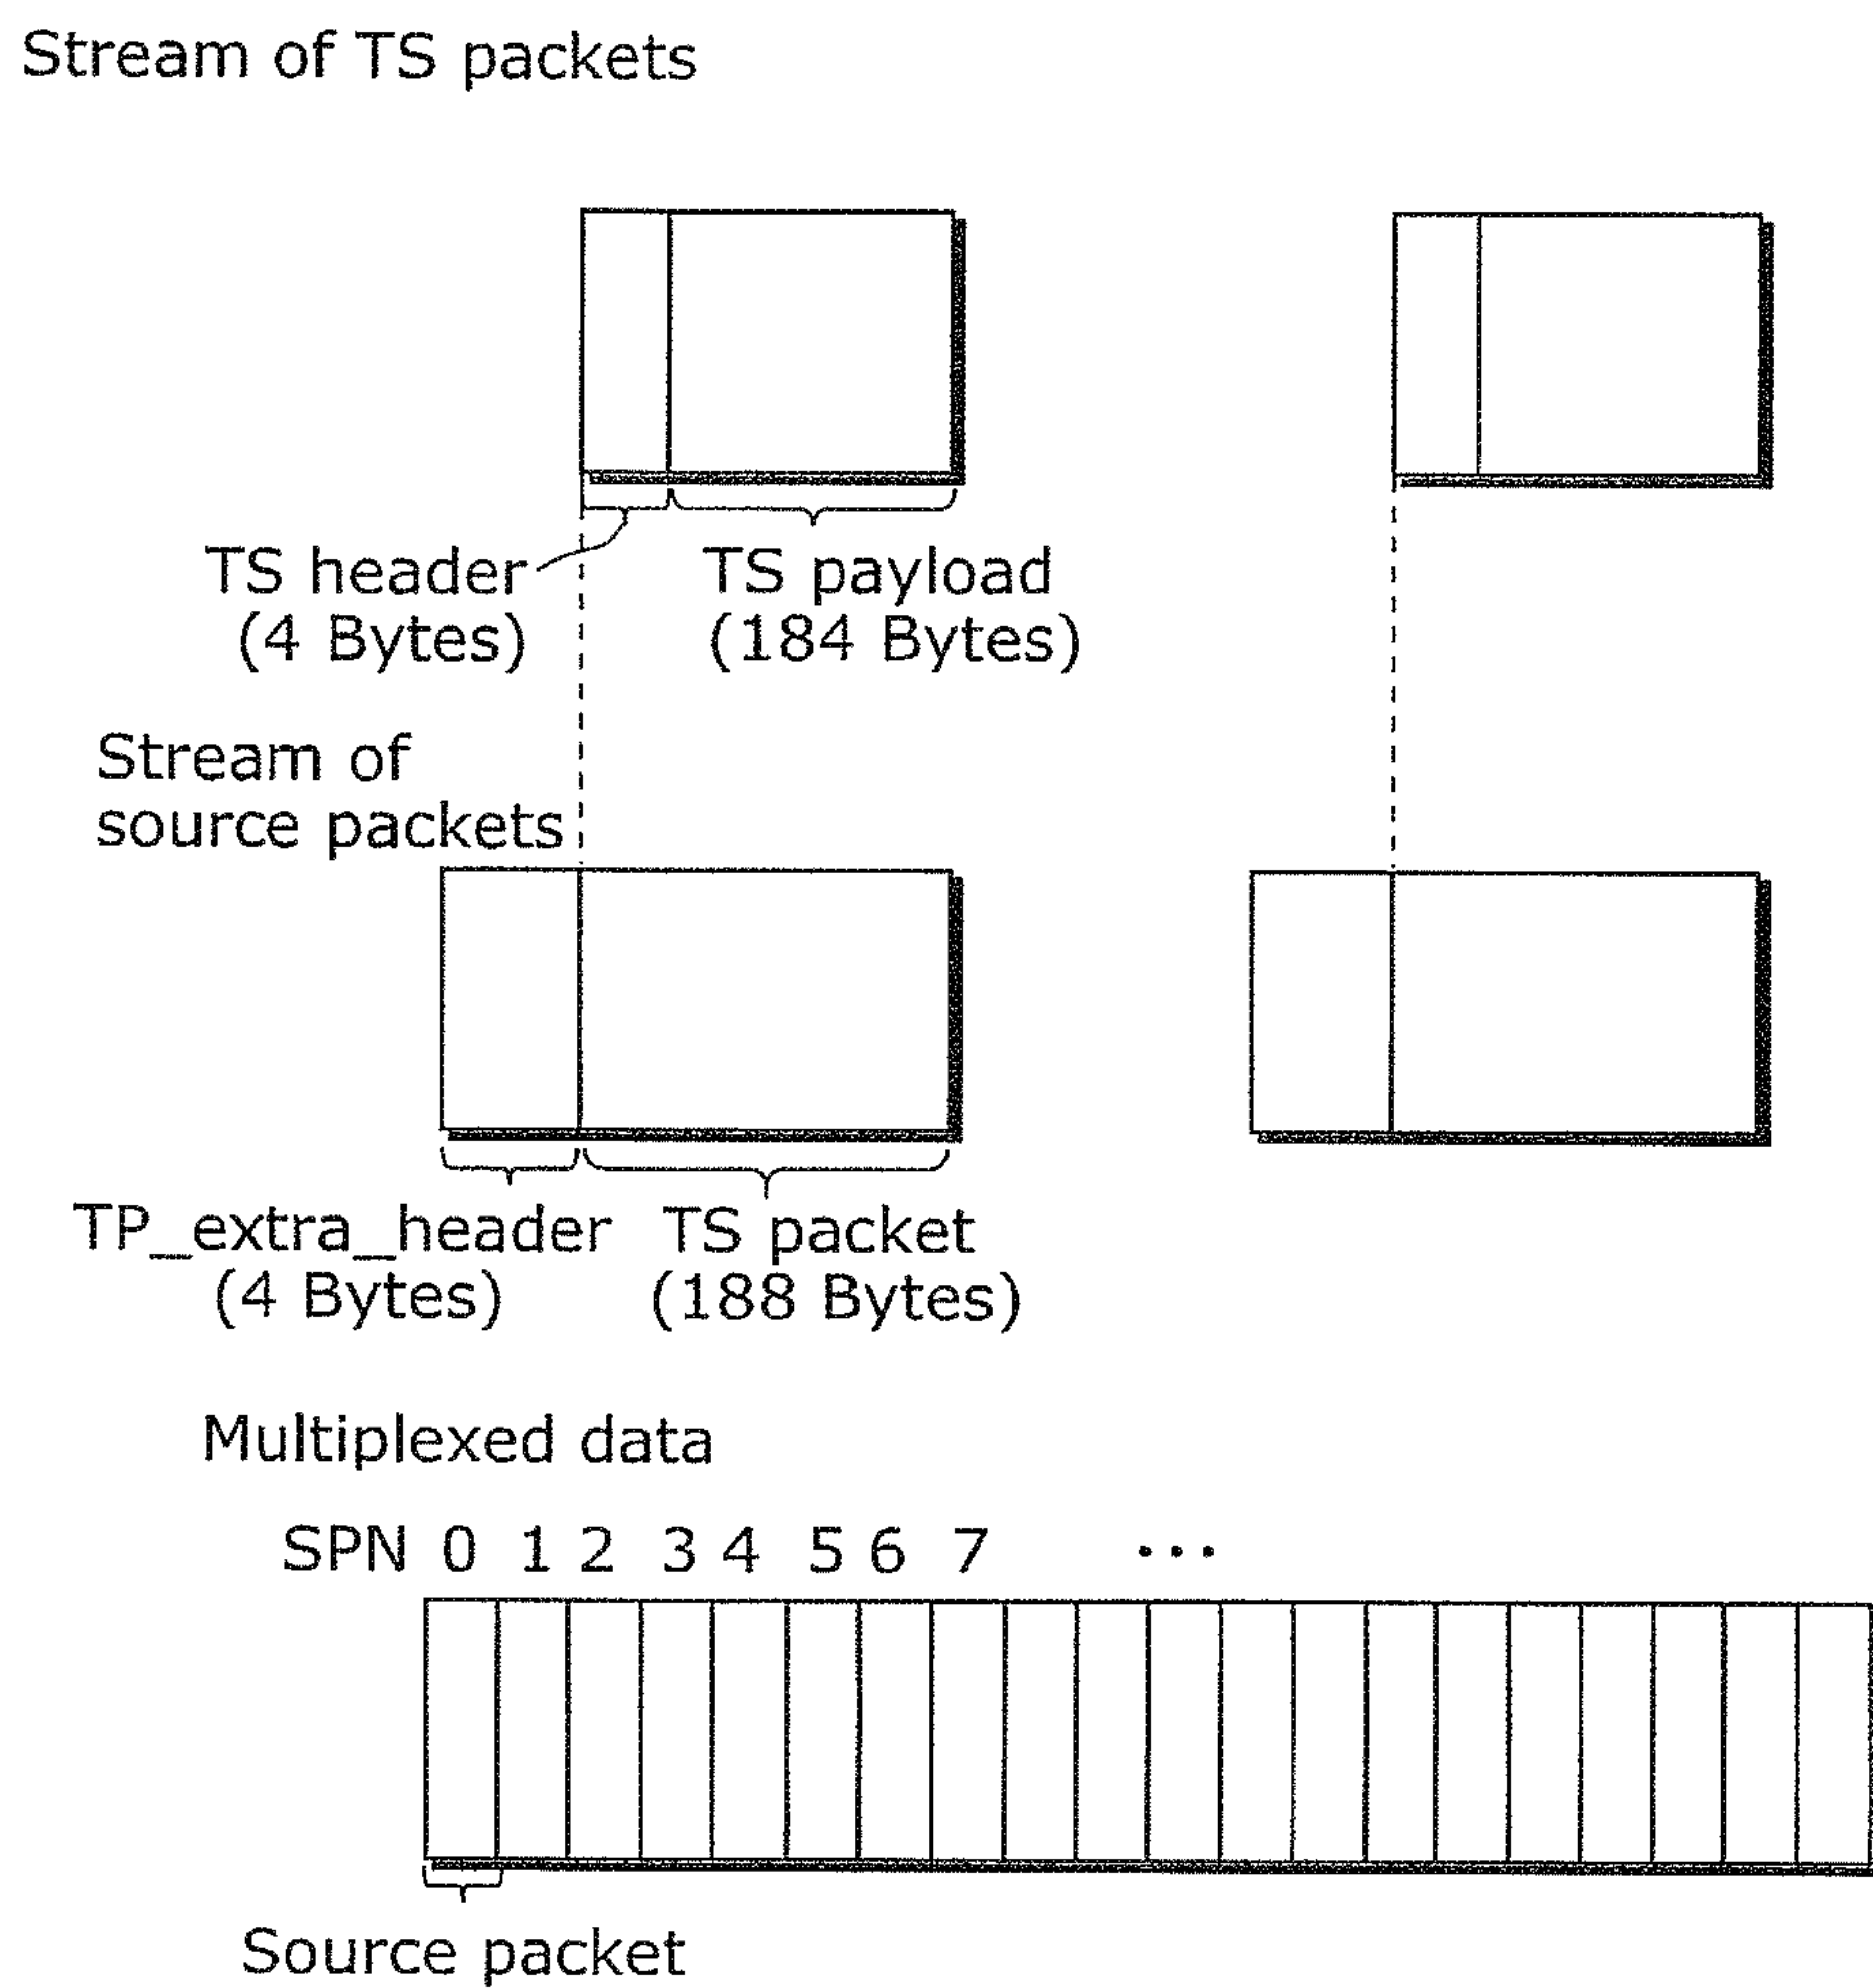 Stream of TS packets
TS header
(4 Bytes)
TS payload
(184 Bytes)
Stream of
source packets
TP_extra_header
(4 Bytes)
TS packet
(188 Bytes)
Multiplexed data
SPN 0 1 2 3 4 5 6 7 ...
Source packet